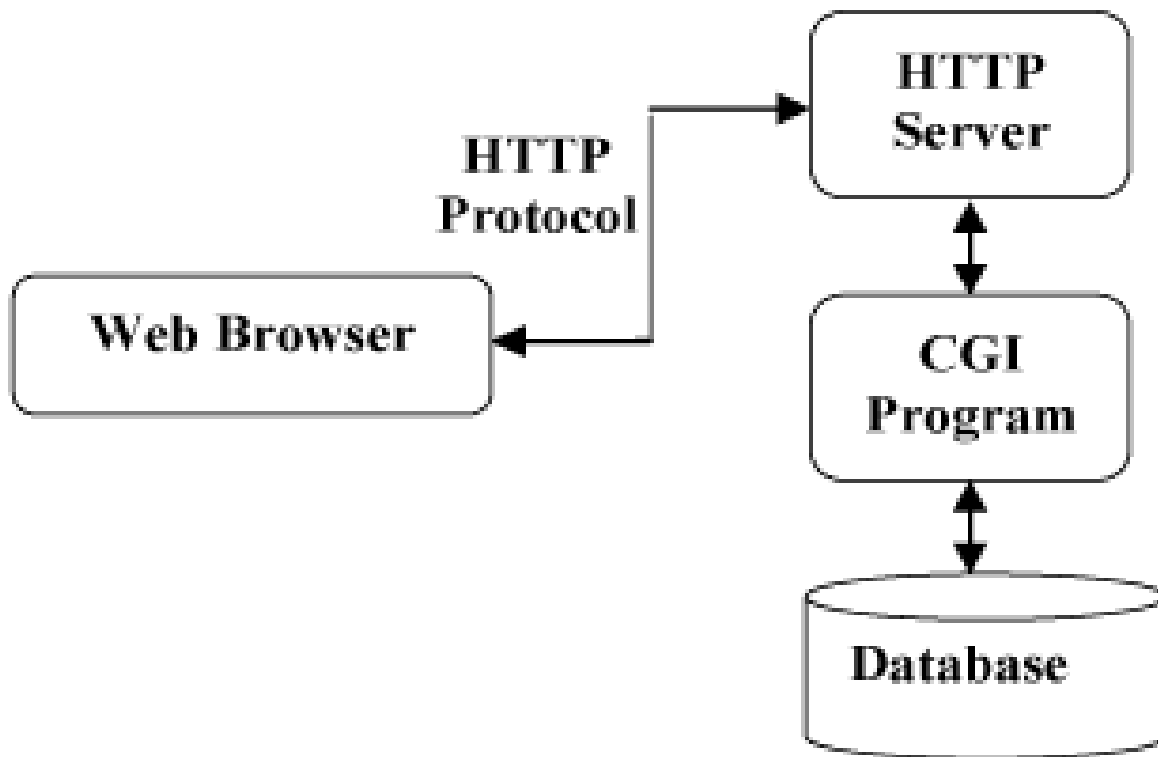 HTTP
Server
HTTP
Protocol
Web Browser
CGI
Program
Database